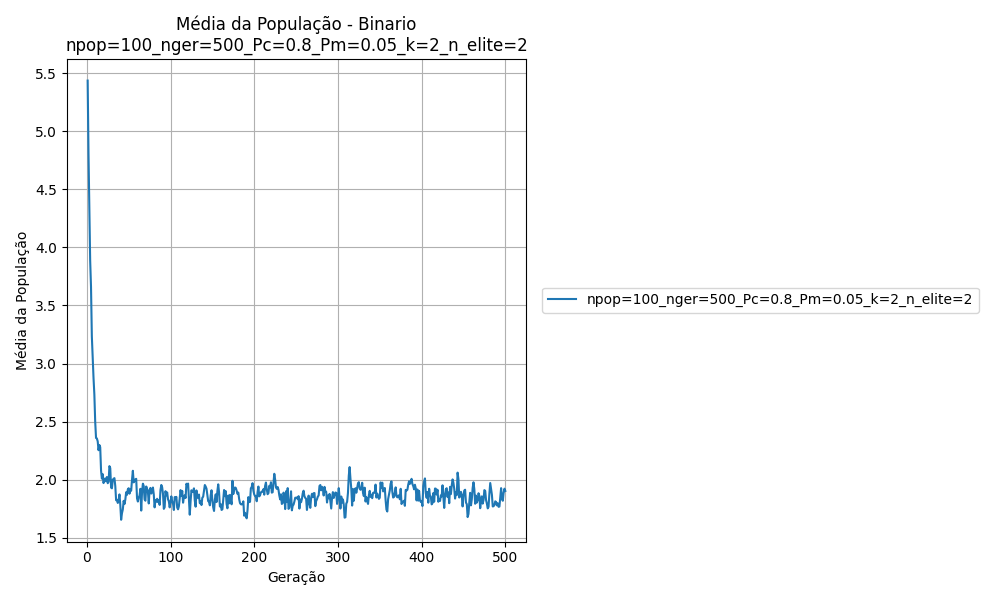 Média da População - Binario
npop=100_nger=500_Pc=0.8_Pm=0.05_k=2_n_elite=2
Média da População
5.5
5.0
4.5
4.0
3.5
3.0
2.5
2.0
1.5
0 100 200 300 400 500
Geração
npop=100_nger=500_Pc=0.8_Pm=0.05_k=2_n_elite=2